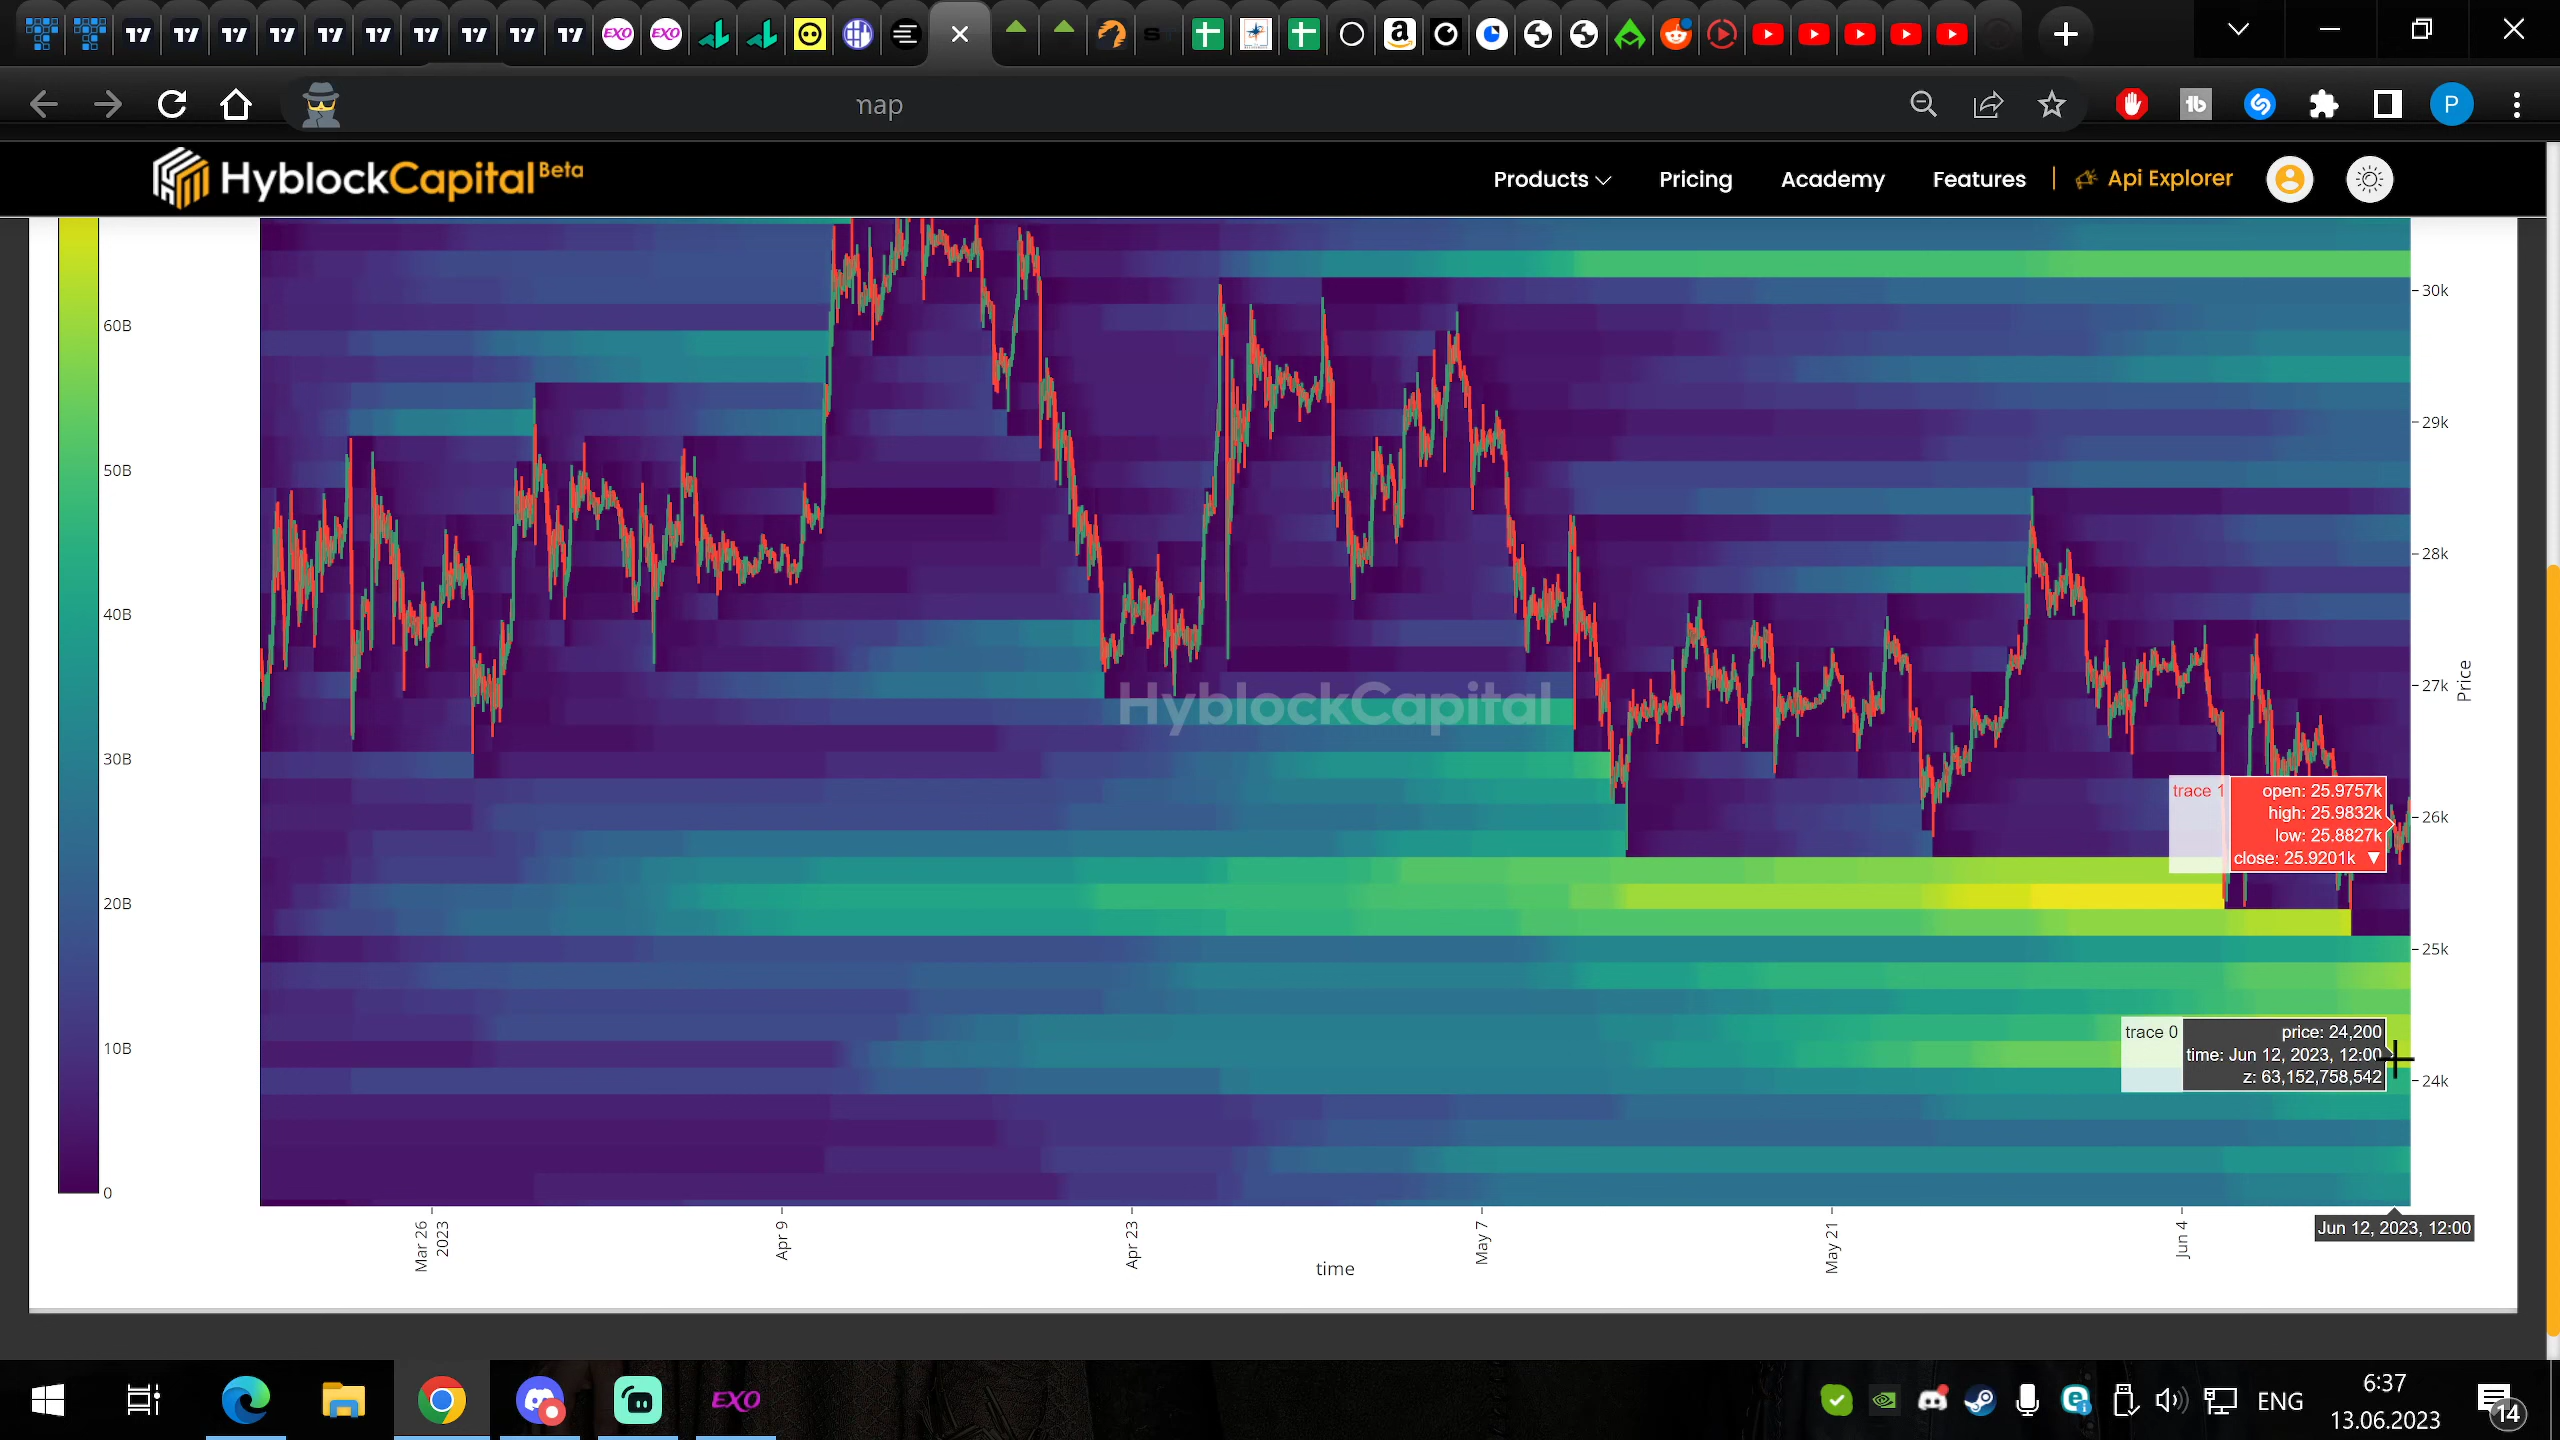 EXO EXO
map
P
HyblockCapital Beta
Products Pricing Academy Features Api Explorer
60B
50B
40B
30B
20B
10B
0
30k
29k
28k
27k
26k
25k
24k
Price
HyblockCapital
trace 1
open: 25.9757k
high: 25.9832k
low: 25.8827k
close: 25.9201k ▼
trace 0
price: 24,200
time: Jun 12, 2023, 12:00
z: 63,152,758,542
Mar 26
2023
Apr 9
Apr 23
May 7
May 21
Jun 4
Jun 12, 2023, 12:00
time
EXO
ENG
6:37
13.06.2023
14